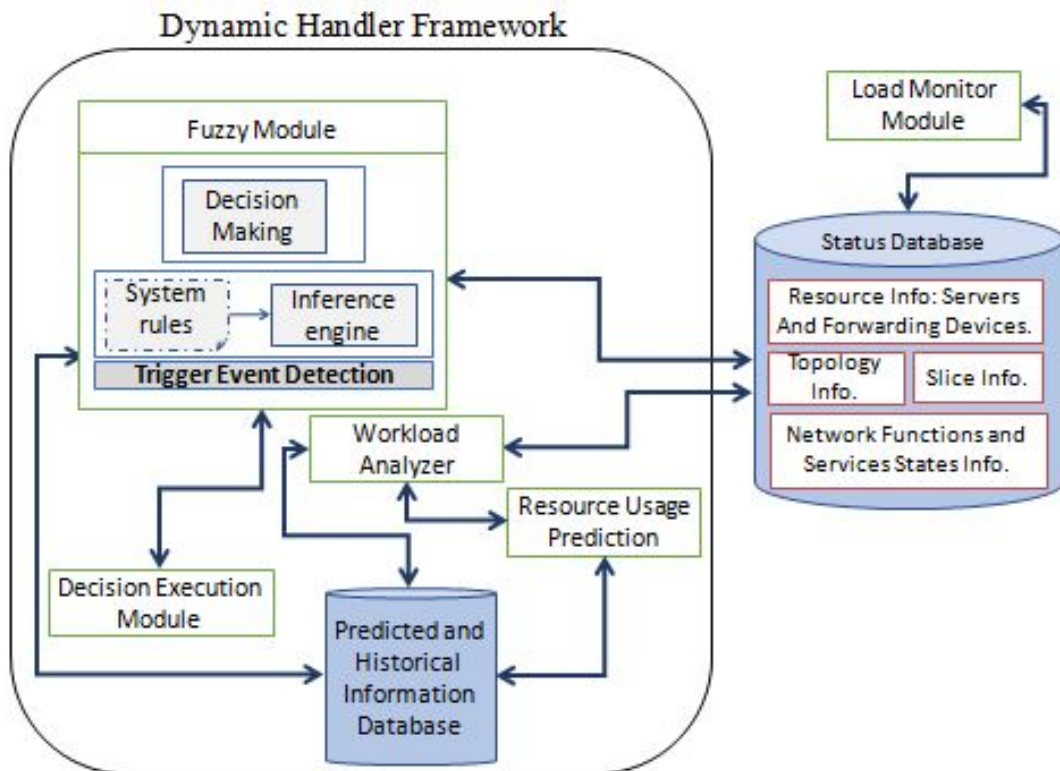 Dynamic Handler Framework
Fuzzy Module
Decision
Making
System
rules
Inference
engine
Trigger Event Detection
Workload
Analyzer
Resource Usage
Prediction
Decision Execution
Module
Predicted and
Historical
Information
Database
Load Monitor
Module
Status Database
Resource Info: Servers
And Forwarding Devices.
Topology
Info.
Slice Info.
Network Functions and
Services States Info.